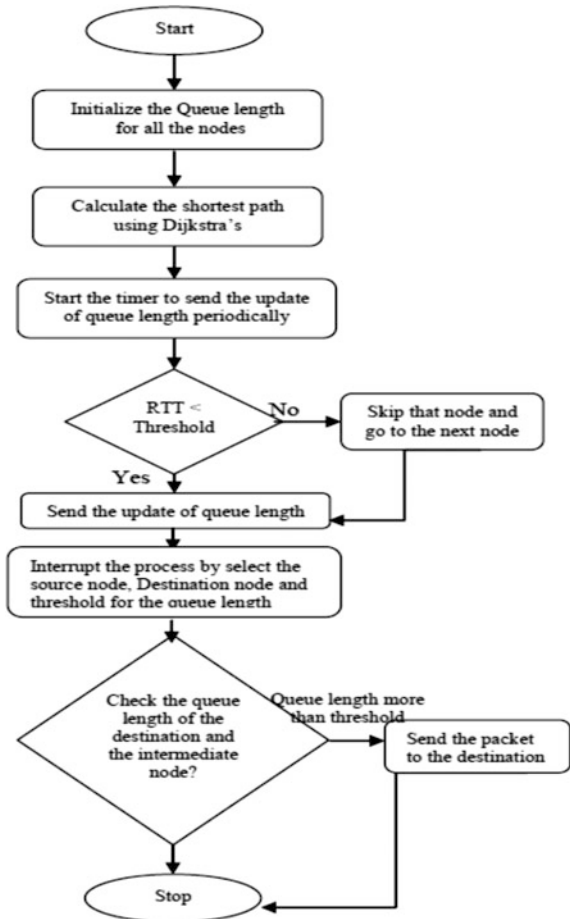 Start
Initialize the Queue length
for all the nodes
Calculate the shortest path
using Dijkstra's
Start the timer to send the update
of queue length periodically
RTT <
Threshold
No
Skip that node and
go to the next node
Yes
Send the update of queue length
Interrupt the process by select the
source node, Destination node and
threshold for the queue length
Check the queue
length of the
destination and
the intermediate
node?
Queue length more
than threshold
Send the packet
to the destination
Stop